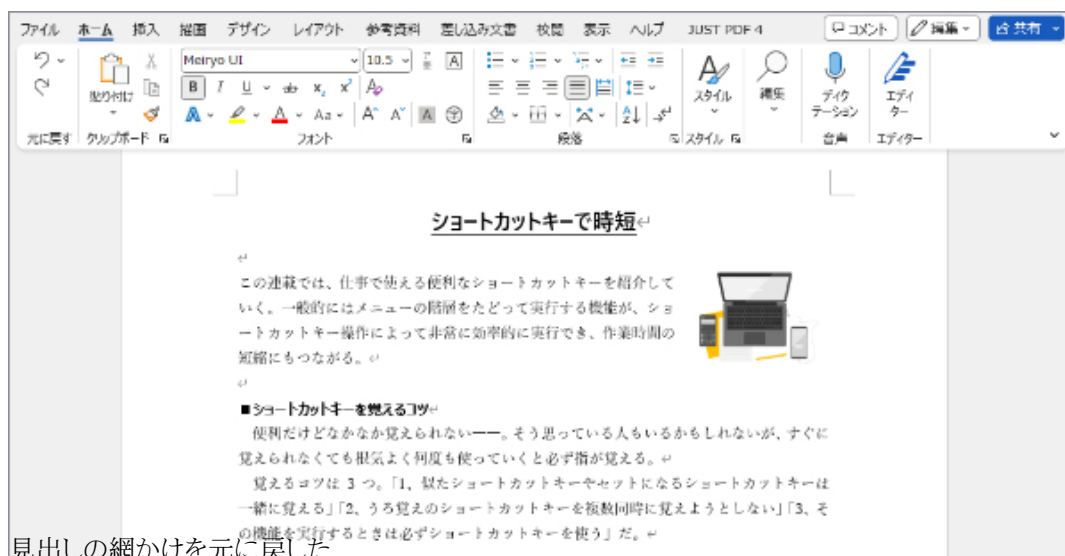 ファイル ホーム 挿入 描画 デザイン レイアウト 参考資料 差し込み文書 校閲 表示 ヘルプ JUST PDF 4 コメント 編集 共有
Meiryo UI 10.5 A
貼り付け B I U ab x₂ x² A スタイル 編集 ディクテーション エディター
A A Aa A A A
元に戻す クリップボード フォント 段落 スタイル 音声 エディター
ショートカットキーで時短
この連載では、仕事で使える便利なショートカットキーを紹介して
いく。一般的にはメニューの階層をたどって実行する機能が、ショ
ートカットキー操作によって非常に効率的に実行でき、作業時間の
短縮にもつながる。
■ショートカットキーを覚えるコツ
便利だけどなかなか覚えられない――。そう思っている人もいるかもしれないが、すぐに
覚えられなくても根気よく何度も使っていくと必ず指が覚える。
覚えるコツは 3 つ。「1、似たショートカットキーやセットになるショートカットキーは
一緒に覚える」「2、うろ覚えのショートカットキーを複数同時に覚えようとしない」「3、そ
の機能を実行するときは必ずショートカットキーを使う」だ。
見出しの網かけを元に戻した